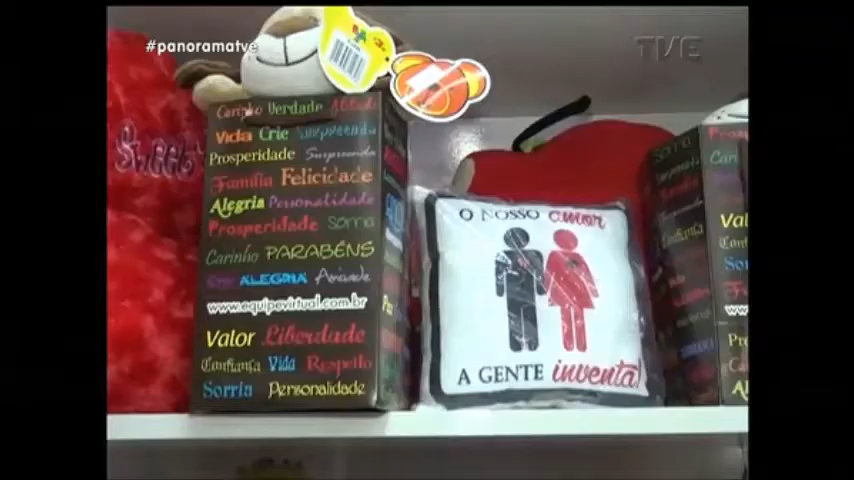 #panoramatve
TVE
Sweet
Carinho Verdade Atitude
Vida Crie Surpreenda
Prosperidade Surpreenda
Família Felicidade
Alegria Personalidade
Prosperidade Sorria
Carinho PARABÉNS
Crie ALEGRIA Amizade
www.equipevirtual.com.br
Valor Liberdade
Confiança Vida Respeito
Sorria Personalidade
O NOSSO amor
A GENTE inventa!